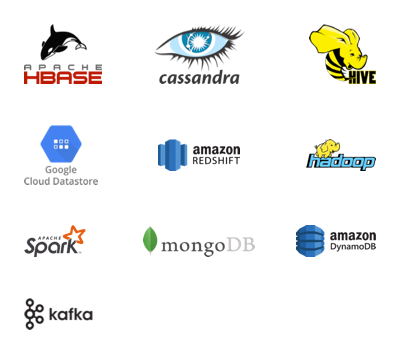 APACHE
HBASE
cassandra
HIVE
Google
Cloud Datastore
amazon
REDSHIFT
hadoop
APACHE
Spark
mongoDB
amazon
DynamoDB
kafka